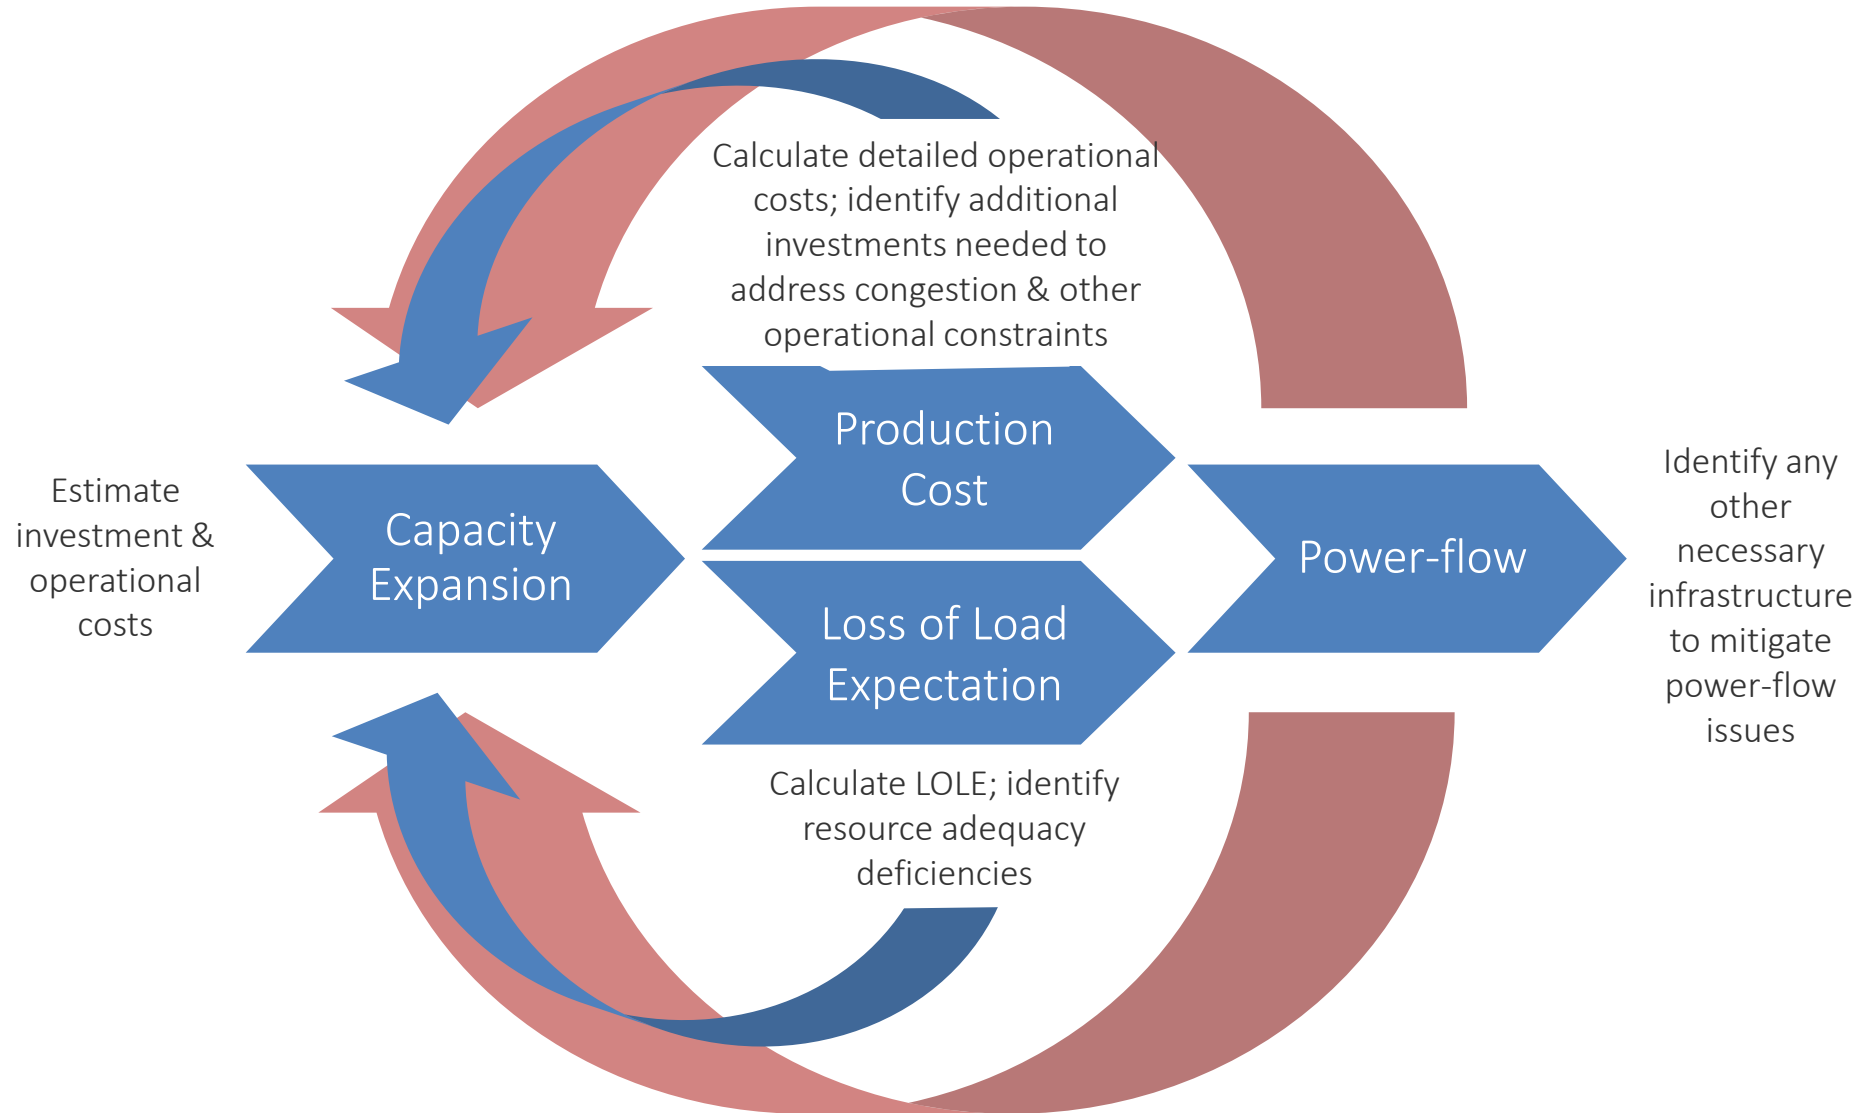 Calculate detailed operational
costs; identify additional
investments needed to
address congestion & other
operational constraints
Estimate
investment &
operational
costs
Capacity
Expansion
Production
Cost
Loss of Load
Expectation
Power-flow
Identify any
other
necessary
infrastructure
to mitigate
power-flow
issues
Calculate LOLE; identify
resource adequacy
deficiencies